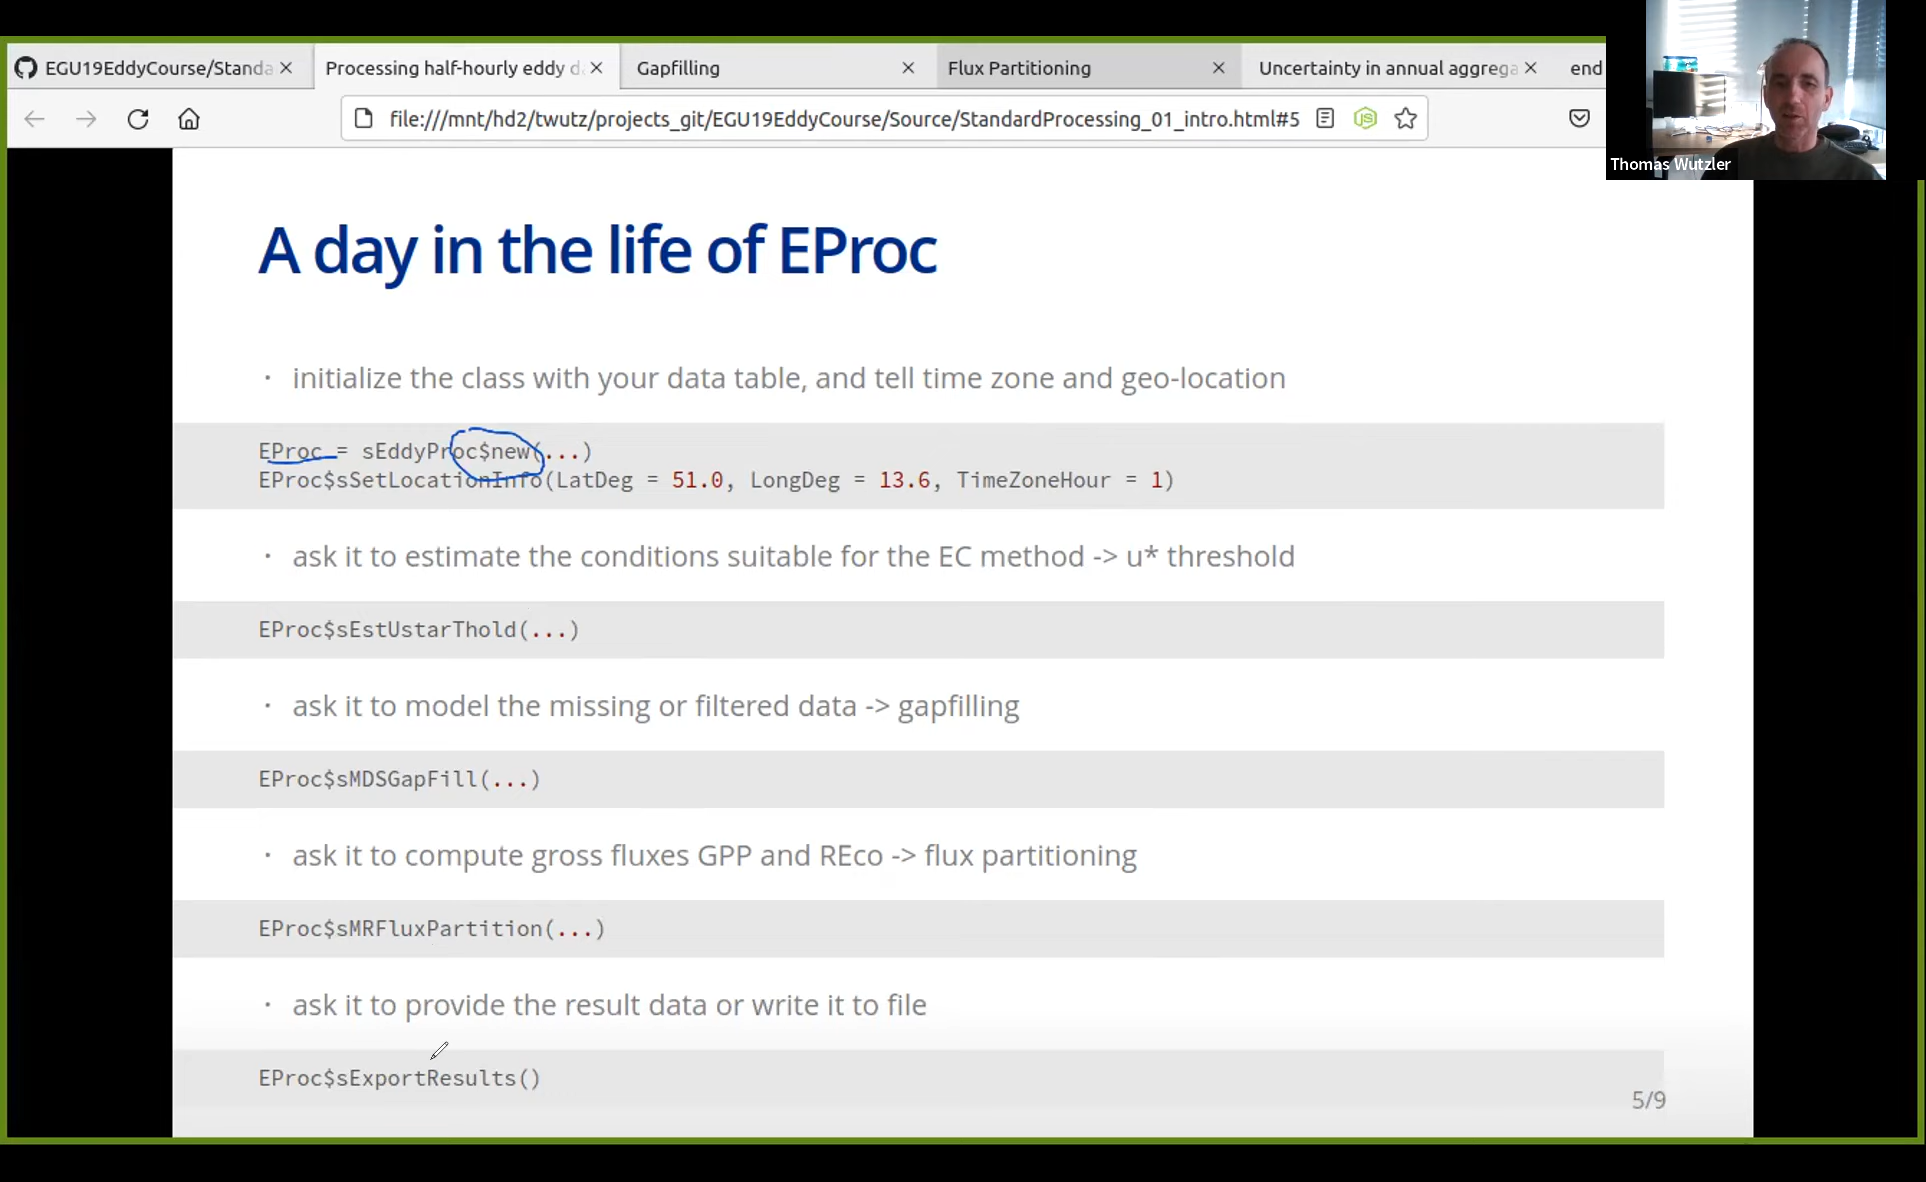 EGU19EddyCourse/Standa
Processing half-hourly eddy d
Gapfilling
Flux Partitioning
Uncertainty in annual aggrega
end
file:///mnt/hd2/twutz/projects_git/EGU19EddyCourse/Source/StandardProcessing_01_intro.html#5
JS
Thomas Wutzler
A day in the life of EProc
· initialize the class with your data table, and tell time zone and geo-location
EProc = sEddyProc$new(...)
EProc$sSetLocationInfo(LatDeg = 51.0, LongDeg = 13.6, TimeZoneHour = 1)
· ask it to estimate the conditions suitable for the EC method -> u* threshold
EProc$sEstUstarThold(...)
· ask it to model the missing or filtered data -> gapfilling
EProc$sMDSGapFill(...)
· ask it to compute gross fluxes GPP and REco -> flux partitioning
EProc$sMRFluxPartition(...)
· ask it to provide the result data or write it to file
EProc$sExportResults()
5/9